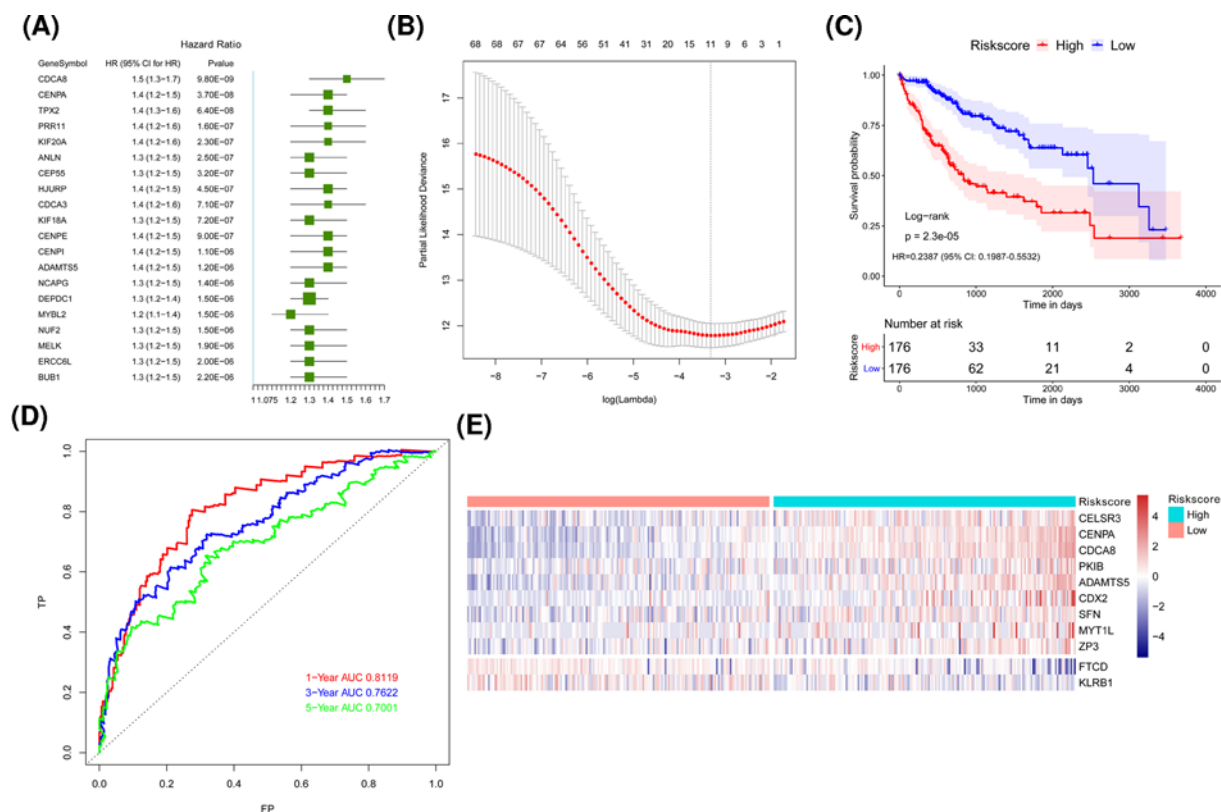 (A)
Hazard Ratio
GeneSymbol HR (95% CI for HR) Pvalue
CDCA8 1.5 (1.3−1.7) 9.80E−09
CENPA 1.4 (1.2−1.5) 3.70E−08
TPX2 1.4 (1.3−1.6) 6.40E−08
PRR11 1.4 (1.2−1.6) 1.60E−07
KIF20A 1.4 (1.2−1.6) 2.30E−07
ANLN 1.3 (1.2−1.5) 2.50E−07
CEP55 1.3 (1.2−1.5) 3.20E−07
HJURP 1.4 (1.2−1.5) 4.50E−07
CDCA3 1.4 (1.2−1.6) 7.10E−07
KIF18A 1.3 (1.2−1.5) 7.20E−07
CENPE 1.4 (1.2−1.5) 9.00E−07
CENPI 1.4 (1.2−1.5) 1.10E−06
ADAMTS5 1.4 (1.2−1.5) 1.20E−06
NCAPG 1.3 (1.2−1.5) 1.40E−06
DEPDC1 1.3 (1.2−1.4) 1.50E−06
MYBL2 1.2 (1.1−1.4) 1.50E−06
NUF2 1.3 (1.2−1.5) 1.50E−06
MELK 1.3 (1.2−1.5) 1.90E−06
ERCC6L 1.3 (1.2−1.5) 2.00E−06
BUB1 1.3 (1.2−1.5) 2.20E−06
1 1.075 1.2 1.3 1.4 1.5 1.6 1.7
(B)
68 68 67 67 64 56 51 41 31 20 15 11 9 6 3 1
Partial Likelihood Deviance
17
16
15
14
13
12
−8 −7 −6 −5 −4 −3 −2
log(Lambda)
(C)
Riskscore High Low
Survival probability
1.00
0.75
0.50
0.25
0.00
Log−rank
p = 2.3e−05
HR=0.2387 (95% CI: 0.1987-0.5532)
0 1000 2000 3000 4000
Time in days
Number at risk
Riskscore
High 176 33 11 2 0
Low 176 62 21 4 0
0 1000 2000 3000 4000
Time in days
(D)
TP
1.0
0.8
0.6
0.4
0.2
0.0
1−Year AUC 0.8119
3−Year AUC 0.7622
5−Year AUC 0.7001
0.0 0.2 0.4 0.6 0.8 1.0
FP
(E)
Riskscore
CELSR3
CENPA
CDCA8
PKIB
ADAMTS5
CDX2
SFN
MYT1L
ZP3
FTCD
KLRB1
4
2
0
−2
−4
Riskscore
High
Low